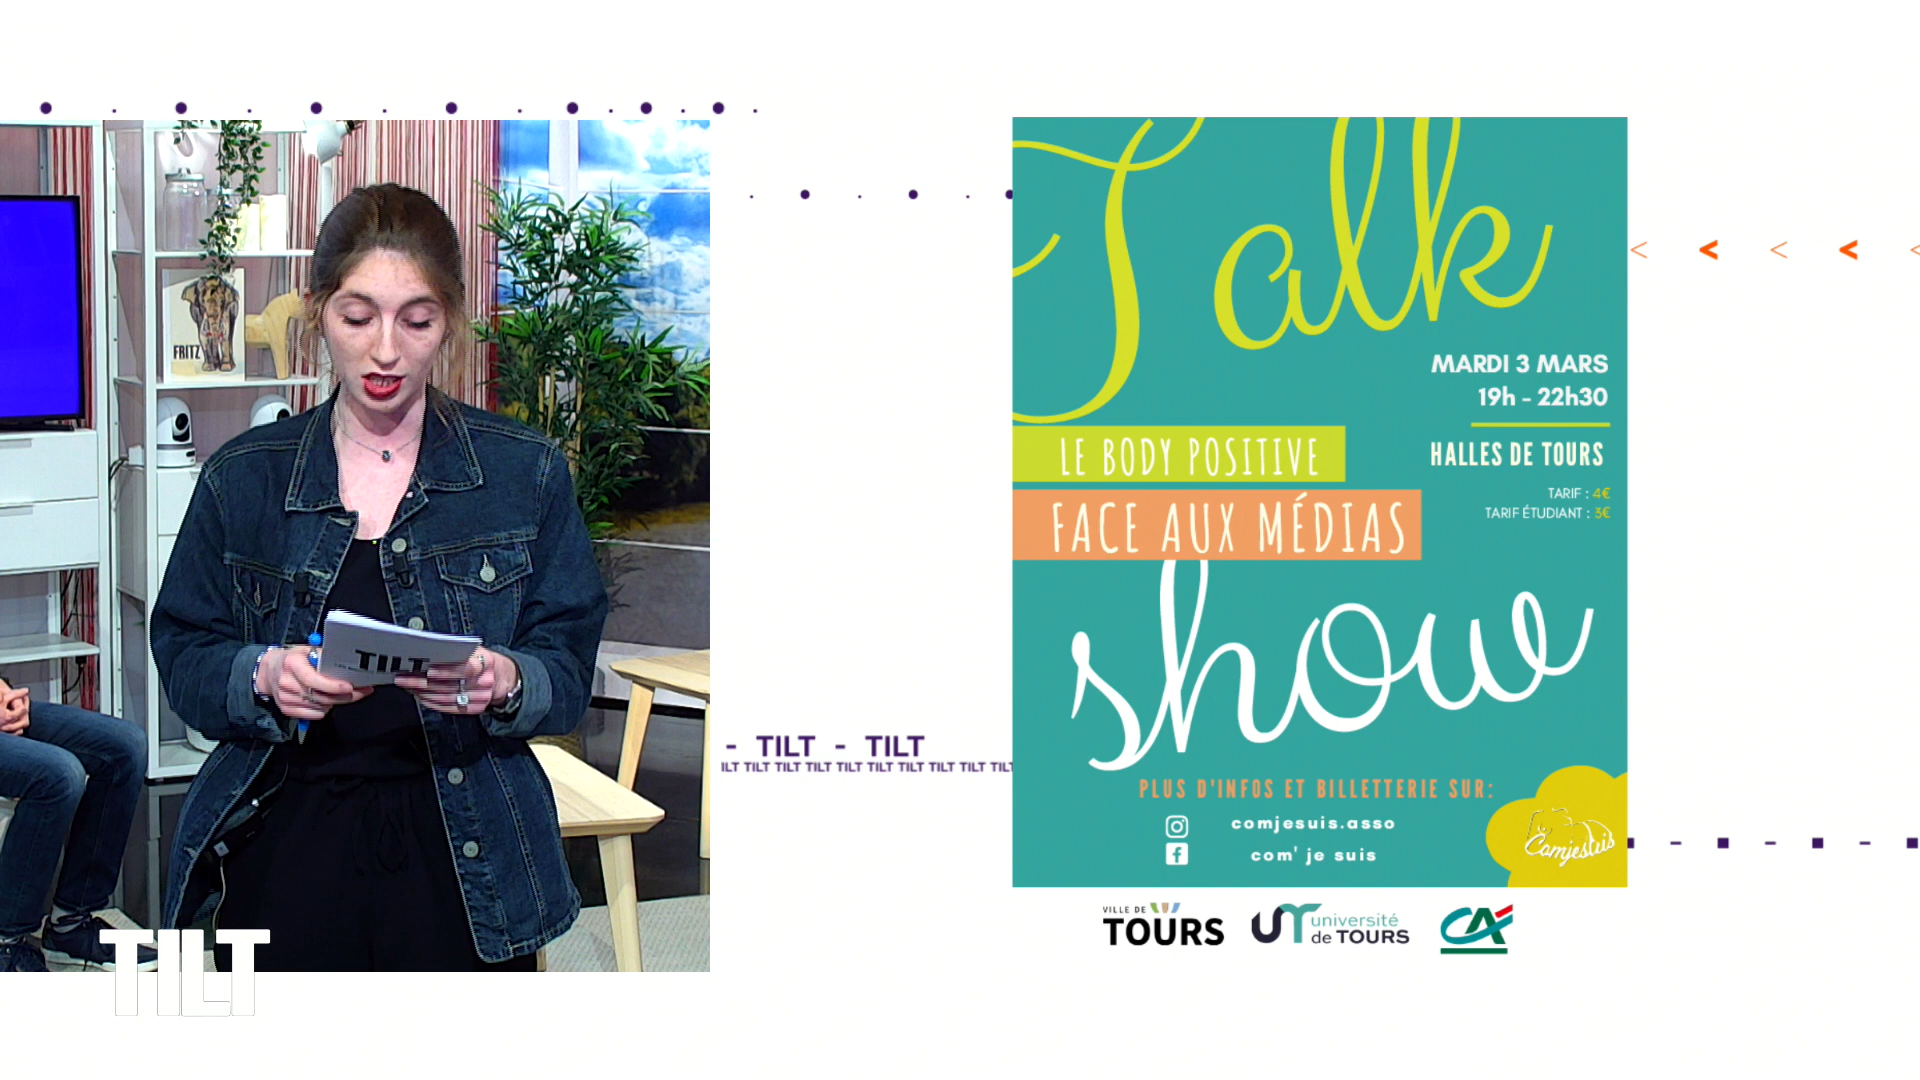 FRITZ
TILT
TILT
- TILT - TILT
ILT TILT TILT TILT TILT TILT TILT TILT TILT TILT
Talk
MARDI 3 MARS
19h - 22h30
HALLES DE TOURS
TARIF : 4€
TARIF ÉTUDIANT : 3€
LE BODY POSITIVE
FACE AUX MÉDIAS
show
PLUS D'INFOS ET BILLETTERIE SUR:
comjesuis.asso
com' je suis
Comjesuis
VILLE DE
TOURS
université
de TOURS
CA